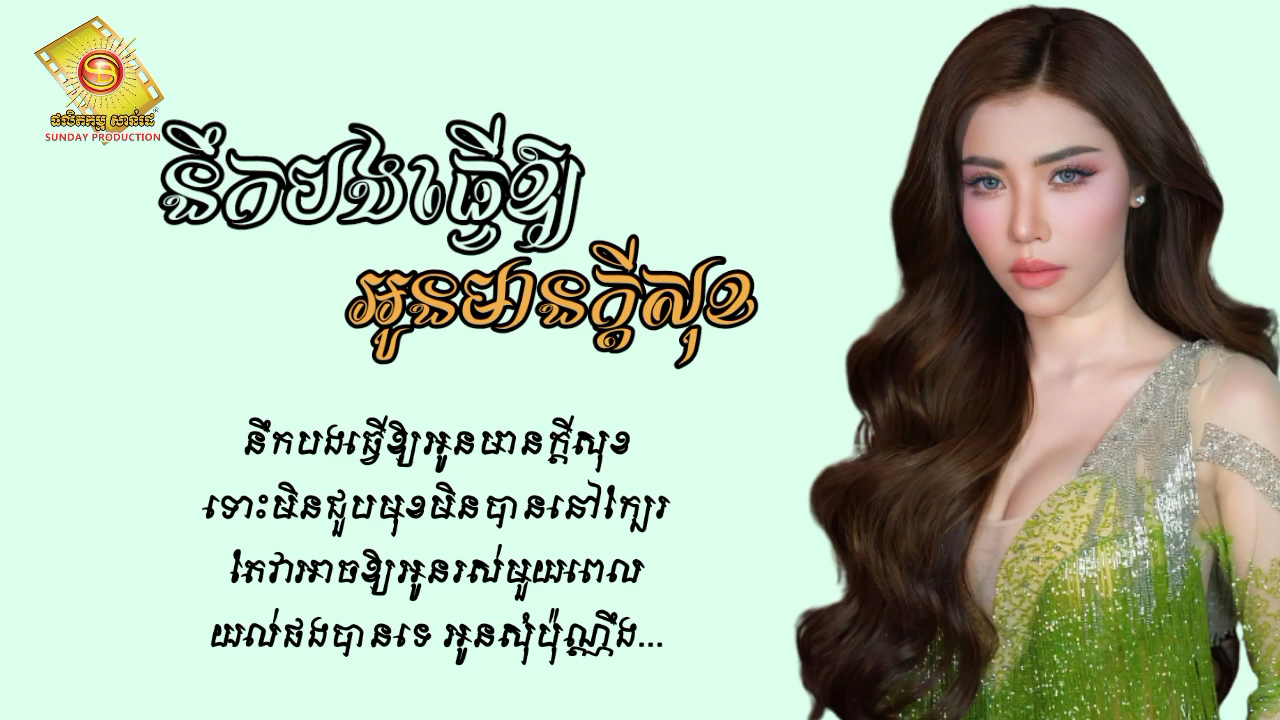 ផលិតកម្ម សាន់ដេ
SUNDAY PRODUCTION
នឹកបងធ្វើឱ្យ
អូនមានក្ដីសុខ
នឹកបងធ្វើឱ្យអូនមានក្ដីសុខ
ទោះមិនជួបមុខមិនបាននៅក្បែរ
តែវាអាចឱ្យអូនរស់មួយពេល
យល់ផងបានទេ អូនសុំប៉ុណ្ណឹង...